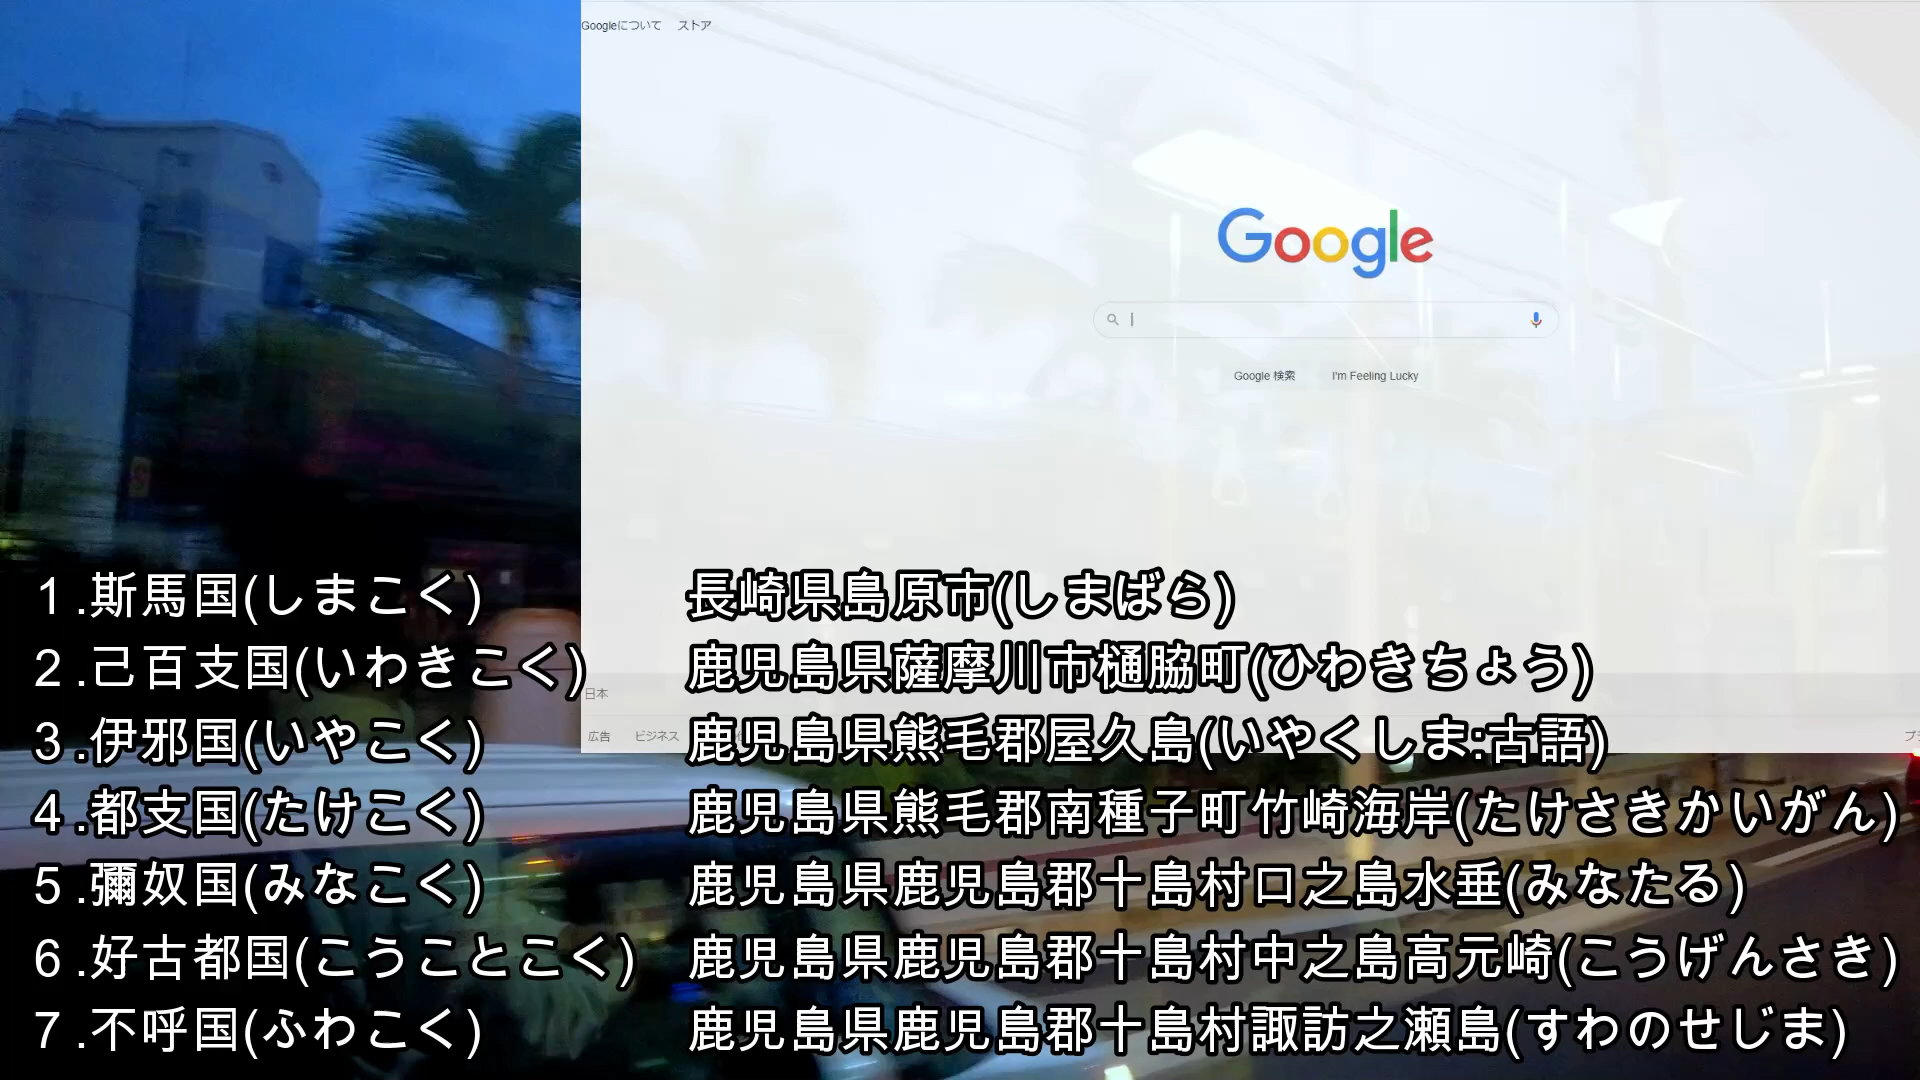 Googleについて ストア
Google
Google 検索 I'm Feeling Lucky
１.斯馬国(しまこく) 長崎県島原市(しまばら)
２.己百支国(いわきこく) 鹿児島県薩摩川市樋脇町(ひわきちょう)
日本
３.伊邪国(いやこく) 鹿児島県熊毛郡屋久島(いやくしま:古語)
広告 ビジネス
４.都支国(たけこく) 鹿児島県熊毛郡南種子町竹崎海岸(たけさきかいがん)
５.彌奴国(みなこく) 鹿児島県鹿児島郡十島村口之島水垂(みなたる)
６.好古都国(こうことこく) 鹿児島県鹿児島郡十島村中之島高元崎(こうげんさき)
７.不呼国(ふわこく) 鹿児島県鹿児島郡十島村諏訪之瀬島(すわのせじま)